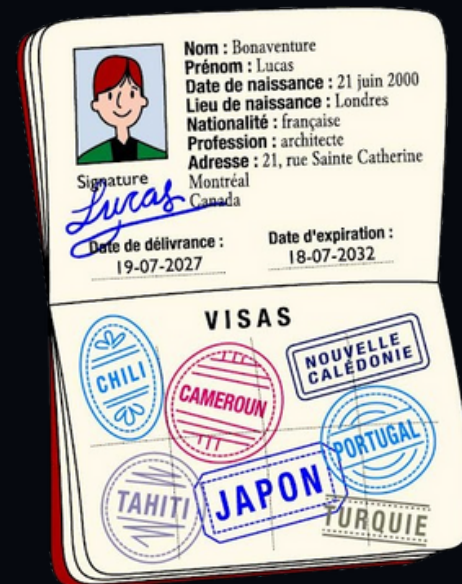 Nom : Bonaventure
Prénom : Lucas
Date de naissance : 21 juin 2000
Lieu de naissance : Londres
Nationalité : française
Profession : architecte
Adresse : 21, rue Sainte Catherine
Montréal
Canada
Signature
Lucas
Date de délivrance :
19-07-2027
Date d'expiration :
18-07-2032
VISAS
CHILI
CAMEROUN
NOUVELLE
CALÉDONIE
PORTUGAL
TAHITI
JAPON
TURQUIE